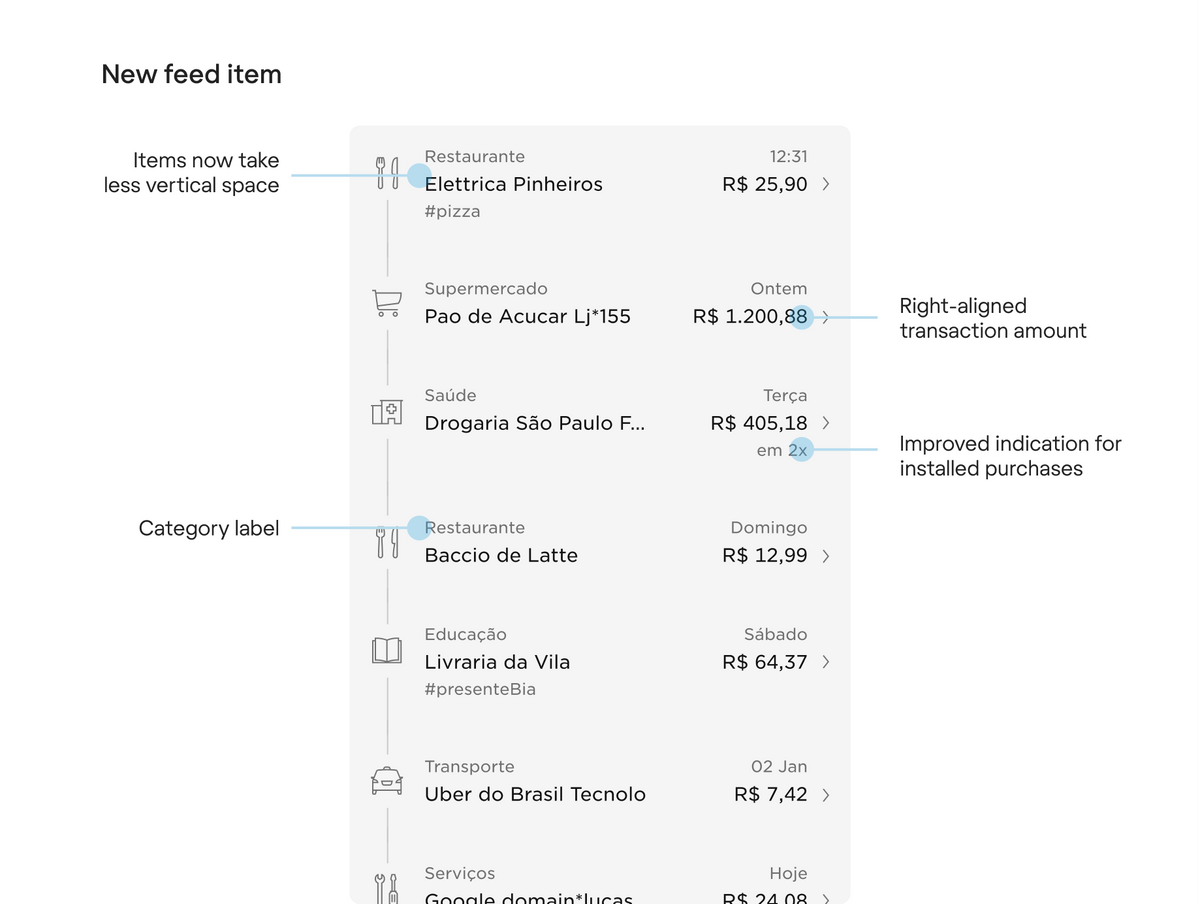 New feed item
Items now take
less vertical space
Restaurante 12:31
Elettrica Pinheiros R$ 25,90
#pizza
Supermercado Ontem
Pao de Acucar Lj*155 R$ 1.200,88
Right-aligned
transaction amount
Saúde Terça
Drogaria São Paulo F... R$ 405,18
em 2x
Improved indication for
installed purchases
Category label
Restaurante Domingo
Baccio de Latte R$ 12,99
Educação Sábado
Livraria da Vila R$ 64,37
#presenteBia
Transporte 02 Jan
Uber do Brasil Tecnolo R$ 7,42
Serviços Hoje
Google domain*lucas R$ 24,08